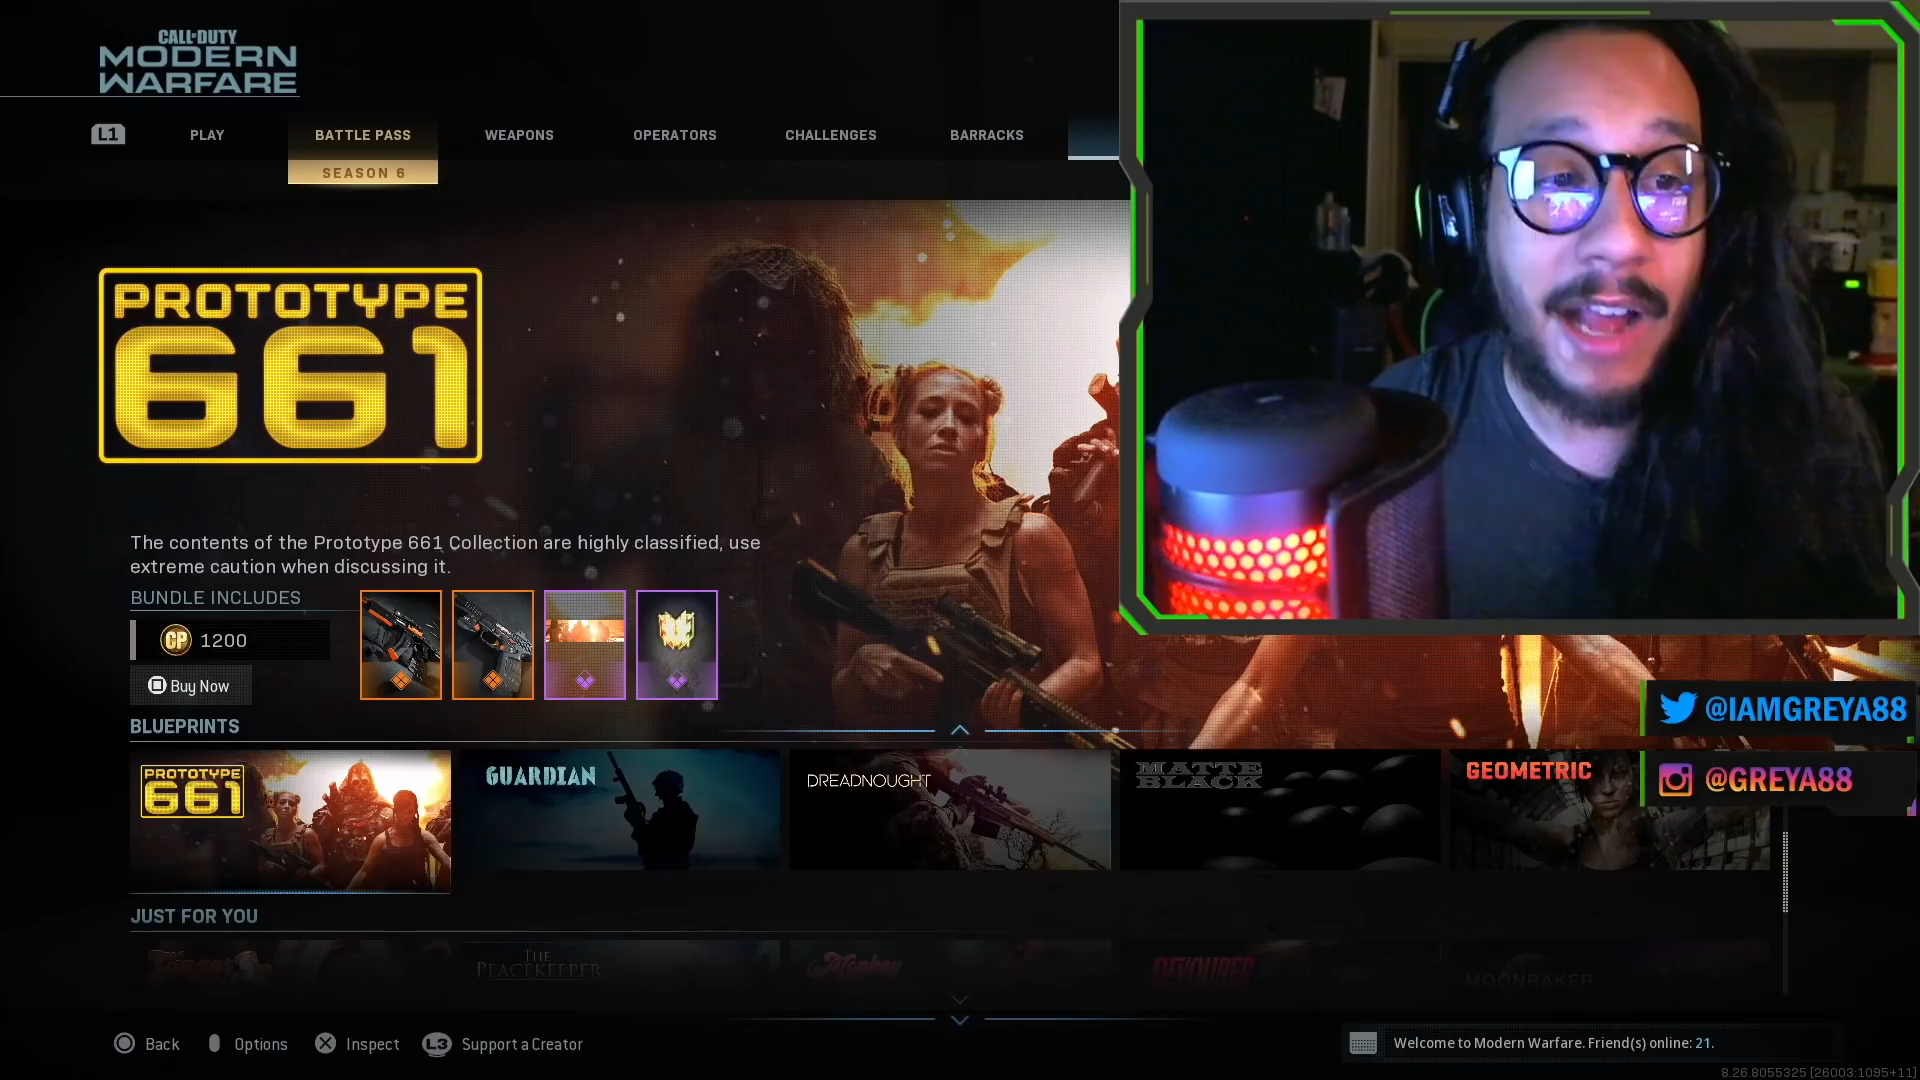 CALL OF DUTY
MODERN
WARFARE
L1
PLAY
BATTLE PASS
WEAPONS
OPERATORS
CHALLENGES
BARRACKS
SEASON 6
PROTOTYPE
661
The contents of the Prototype 661 Collection are highly classified, use
extreme caution when discussing it.
BUNDLE INCLUDES
CP 1200
Buy Now
@IAMGREYA88
@GREYA88
BLUEPRINTS
PROTOTYPE
661
GUARDIAN
DREADNOUGHT
MATTE
BLACK
GEOMETRIC
JUST FOR YOU
THE
PEACEKEEPER
DEVOURED
MOONRAKER
Back
Options
Inspect
L3 Support a Creator
Welcome to Modern Warfare. Friend(s) online: 21.
8.26.8055325 [26003:1095+11]